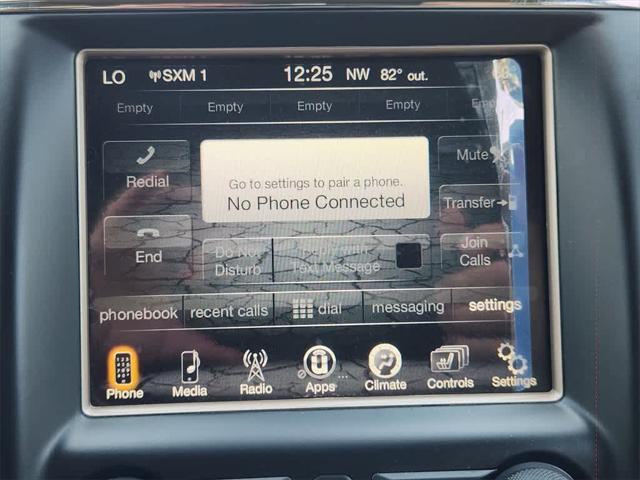 LO SXM 1 12:25 NW 82° out.
Empty Empty Empty Empty Emp
Redial
Go to settings to pair a phone.
No Phone Connected
Mute
Transfer
End
Do Not
Disturb
Text Message
Join
Calls
phonebook recent calls dial messaging settings
Phone Media Radio Apps Climate Controls Settings